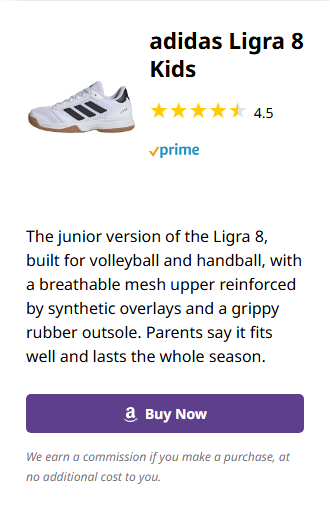 adidas Ligra 8
Kids
4.5
prime
The junior version of the Ligra 8,
built for volleyball and handball, with
a breathable mesh upper reinforced
by synthetic overlays and a grippy
rubber outsole. Parents say it fits
well and lasts the whole season.
a Buy Now
We earn a commission if you make a purchase, at
no additional cost to you.